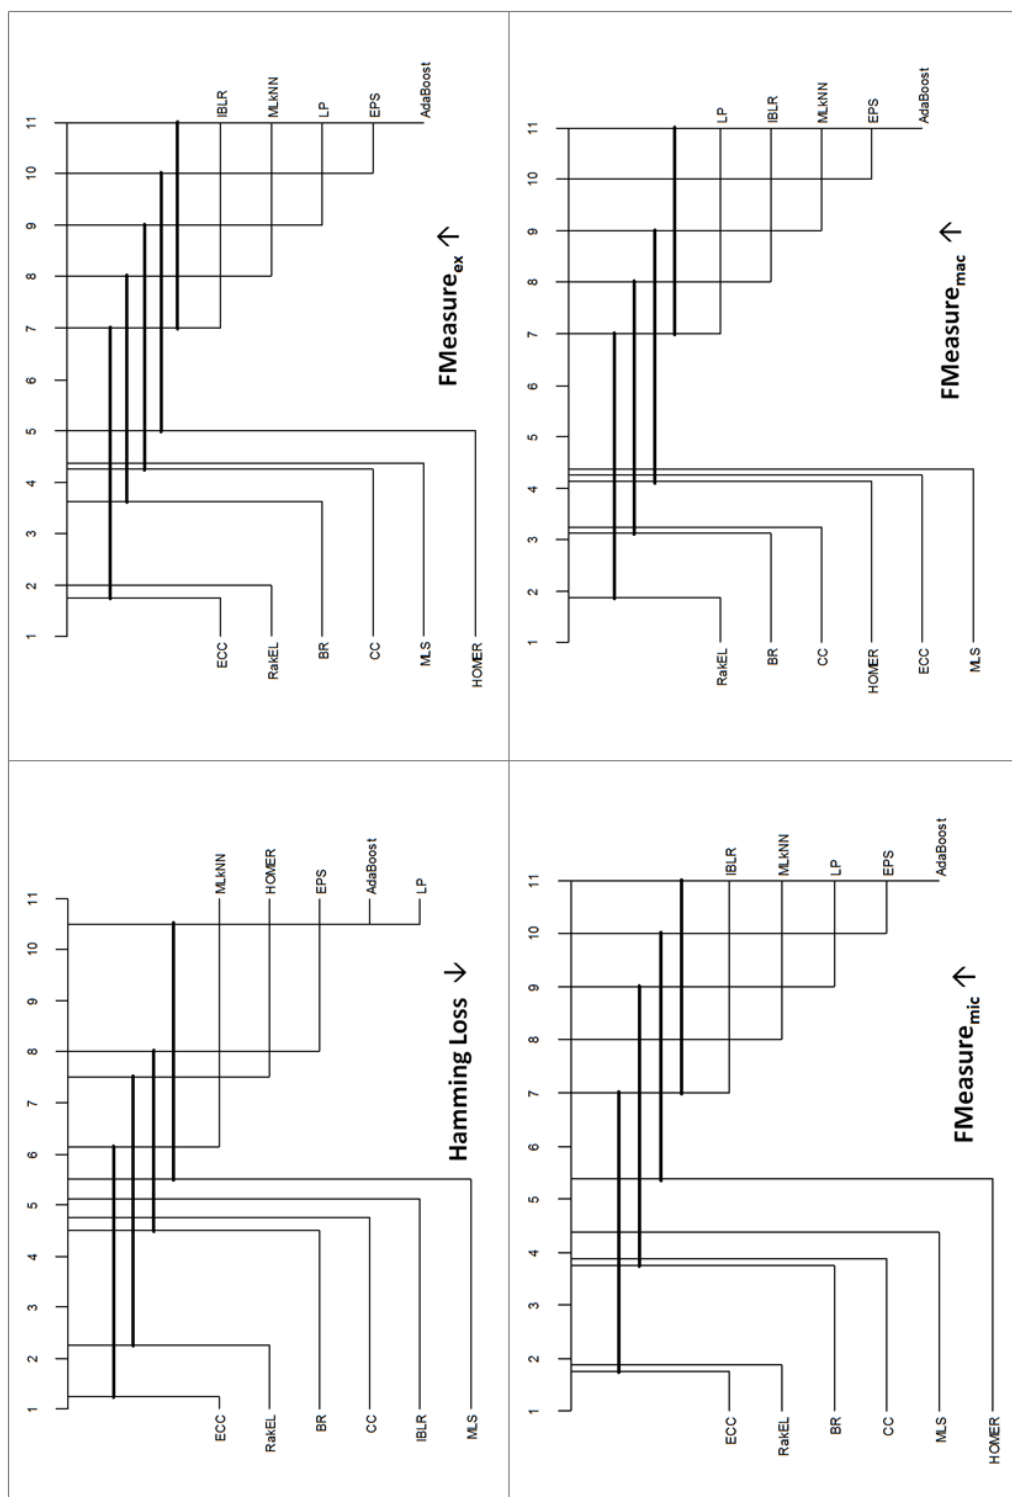 1 2 3 4 5 6 7 8 9 10 11
ECC MLkNN
RakEL HOMER
BR EPS
CC AdaBoost
IBLR LP
MLS
Hamming Loss ↓
1 2 3 4 5 6 7 8 9 10 11
ECC IBLR
RakEL MLkNN
BR LP
CC EPS
MLS AdaBoost
HOMER
FMeasureex ↑
1 2 3 4 5 6 7 8 9 10 11
ECC IBLR
RakEL MLkNN
BR LP
CC EPS
MLS AdaBoost
HOMER
FMeasuremic ↑
1 2 3 4 5 6 7 8 9 10 11
RakEL LP
BR IBLR
CC MLkNN
HOMER EPS
ECC AdaBoost
MLS
FMeasuremac ↑